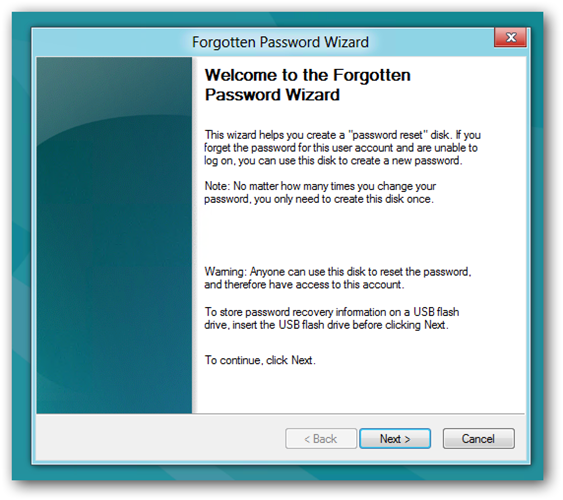 Forgotten Password Wizard
x
Welcome to the Forgotten
Password Wizard
This wizard helps you create a "password reset" disk. If you
forget the password for this user account and are unable to
log on, you can use this disk to create a new password.
Note: No matter how many times you change your
password, you only need to create this disk once.
Warning: Anyone can use this disk to reset the password,
and therefore have access to this account.
To store password recovery information on a USB flash
drive, insert the USB flash drive before clicking Next.
To continue, click Next.
< Back Next > Cancel